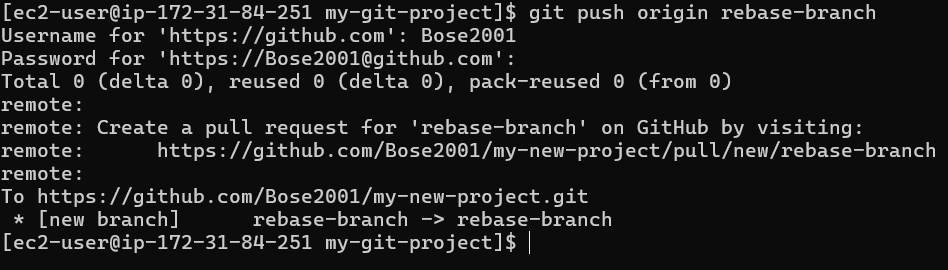 [ec2-user@ip-172-31-84-251 my-git-project]$ git push origin rebase-branch
Username for 'https://github.com': Bose2001
Password for 'https://Bose2001@github.com':
Total 0 (delta 0), reused 0 (delta 0), pack-reused 0 (from 0)
remote:
remote: Create a pull request for 'rebase-branch' on GitHub by visiting:
remote:      https://github.com/Bose2001/my-new-project/pull/new/rebase-branch
remote:
To https://github.com/Bose2001/my-new-project.git
 * [new branch]      rebase-branch -> rebase-branch
[ec2-user@ip-172-31-84-251 my-git-project]$